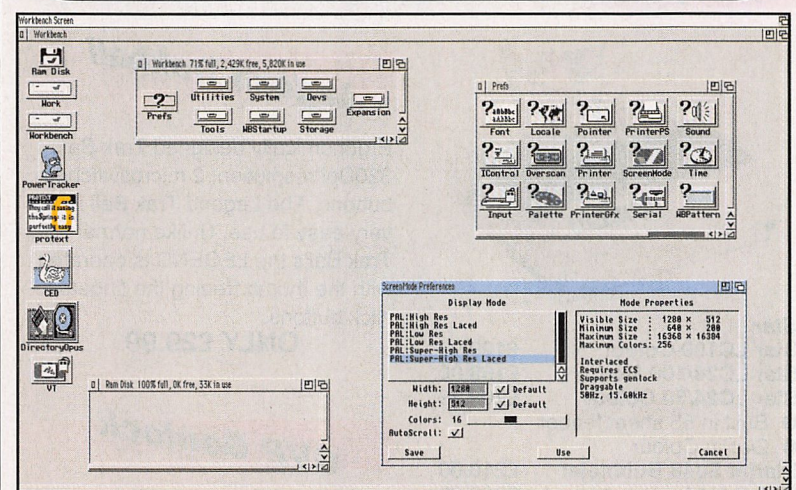 Workbench Screen
Workbench
Ram Disk
Work
Workbench
PowerTracker
protext
CED
DirectoryOpus
VT
Workbench 71% full, 2,429K free, 5,820K in use
Prefs
Utilities System Devs
Expansion
Tools WBStartup Storage
Prefs
Font Locale Pointer PrinterPS Sound
IControl Overscan Printer ScreenMode Time
Input Palette PrinterGfx Serial WBPattern
Ram Disk 100% full, 0K free, 33K in use
ScreenMode Preferences
Display Mode
PAL:High Res
PAL:High Res Laced
PAL:Low Res
PAL:Low Res Laced
PAL:Super-High Res
PAL:Super-High Res Laced
Width: 1280 Default
Height: 512 Default
Colors: 16
AutoScroll:
Mode Properties
Visible Size : 1280 × 512
Minimum Size : 640 × 200
Maximum Size : 16368 × 16384
Maximum Colors: 256
Interlaced
Requires ECS
Supports genlock
Draggable
50Hz, 15.60kHz
Save Use Cancel